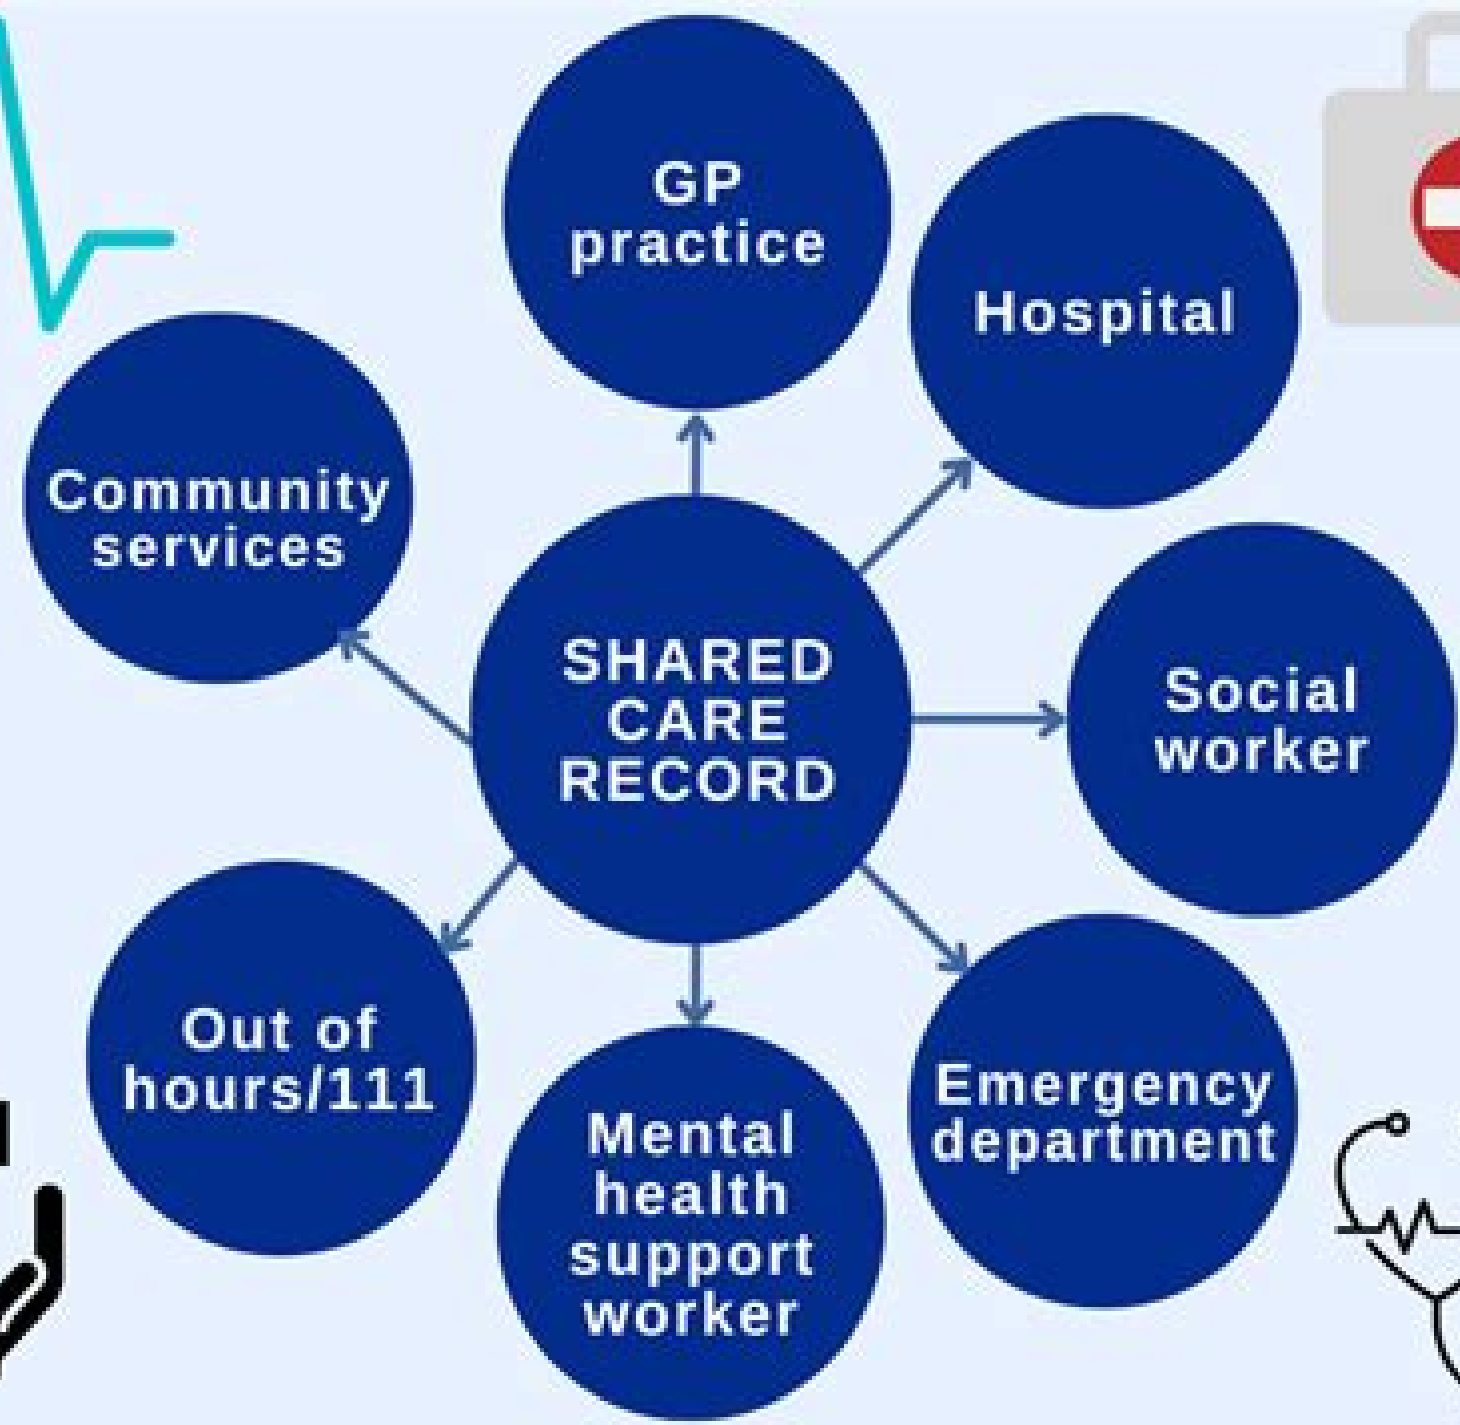 GP
practice
Hospital
Community
services
SHARED
CARE
RECORD
Social
worker
Out of
hours/111
Emergency
department
Mental
health
support
worker